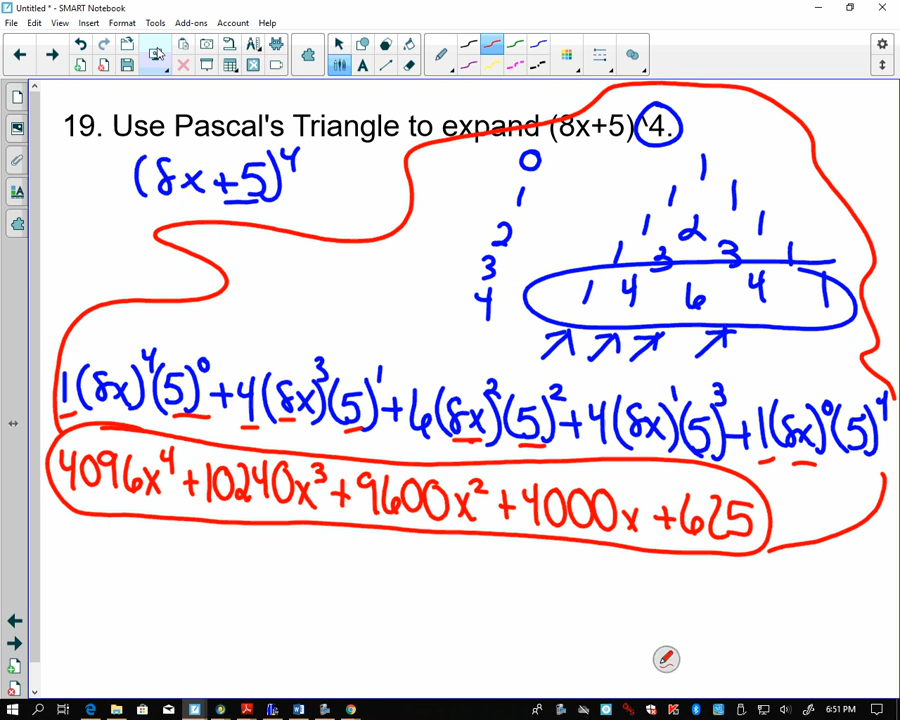 Untitled * - SMART Notebook
File Edit View Insert Format Tools Add-ons Account Help
19. Use Pascal's Triangle to expand (8x+5)^4.
(8x+5)^4
0 1
1 1 1
2 1 2 1
3 1 3 3 1
4 1 4 6 4 1
1(8x)^4(5)^0+4(8x)^3(5)^1+6(8x)^2(5)^2+4(8x)^1(5)^3+1(8x)^0(5)^4
4096x^4+10240x^3+9600x^2+4000x+625
6:51 PM